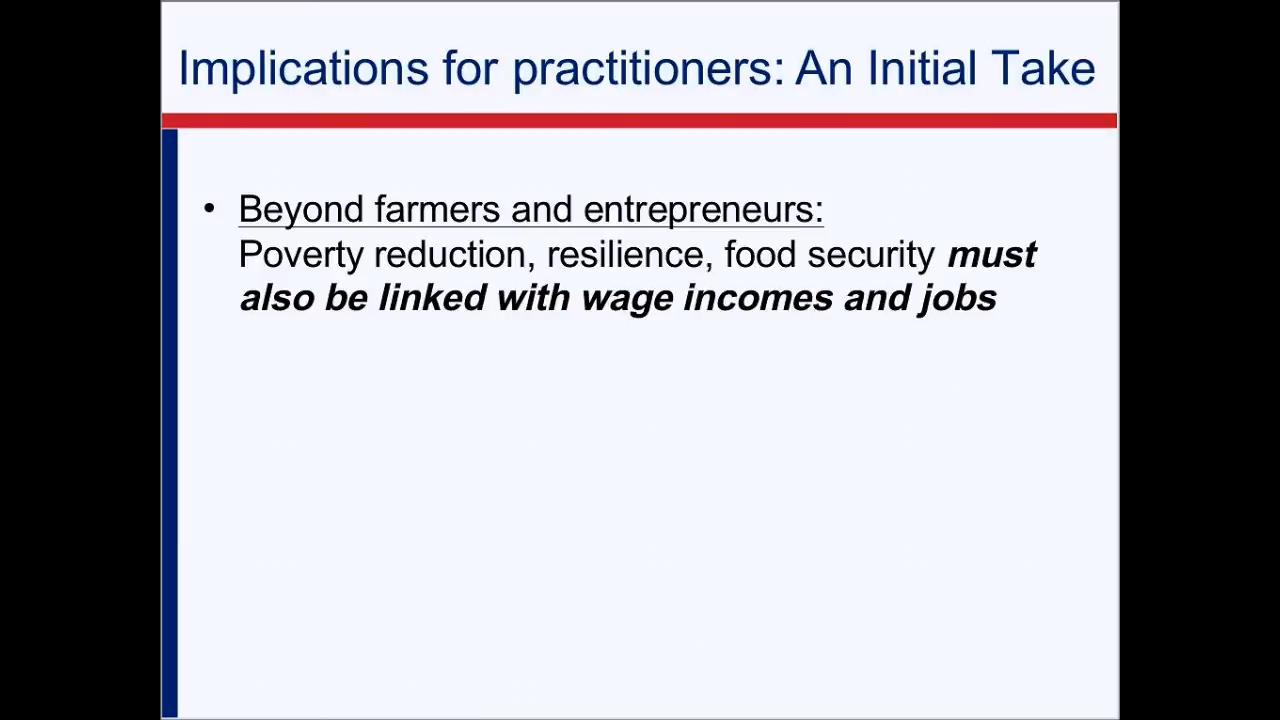 Implications for practitioners: An Initial Take
• Beyond farmers and entrepreneurs:
Poverty reduction, resilience, food security must
also be linked with wage incomes and jobs